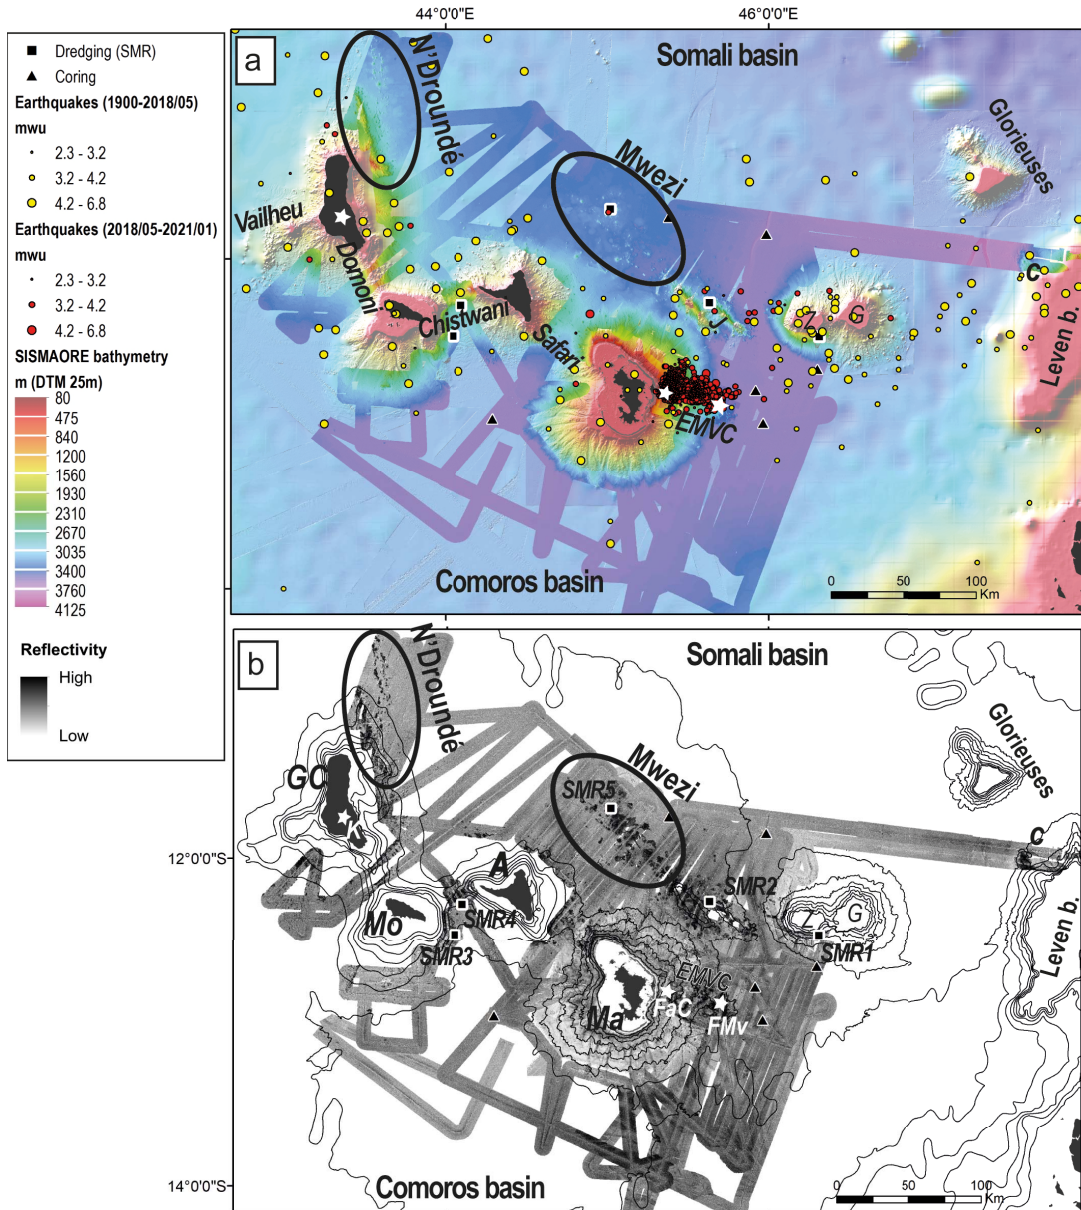 44°0'0"E
46°0'0"E
Dredging (SMR)
Coring
Earthquakes (1900-2018/05)
mwu
2.3 - 3.2
3.2 - 4.2
4.2 - 6.8
Earthquakes (2018/05-2021/01)
mwu
2.3 - 3.2
3.2 - 4.2
4.2 - 6.8
SISMAORE bathymetry
m (DTM 25m)
80
475
840
1200
1560
1930
2310
2670
3035
3400
3760
4125
Reflectivity
High
Low
a
N'Droundé
Somali basin
Mwezi
Glorieuses
Vailheu
Domoni
Chistwani
Safari
J
Z
G
C
Leven b.
EMVC
Comoros basin
0 50 100
Km
b
N'Droundé
Somali basin
Mwezi
Glorieuses
SMR5
GC
K
A
C
12°0'0"S
SMR2
SMR4
Mo
Z
G
SMR3
SMR1
Leven b.
EMVC
FaC
Ma
FMv
14°0'0"S
Comoros basin
0 50 100
Km